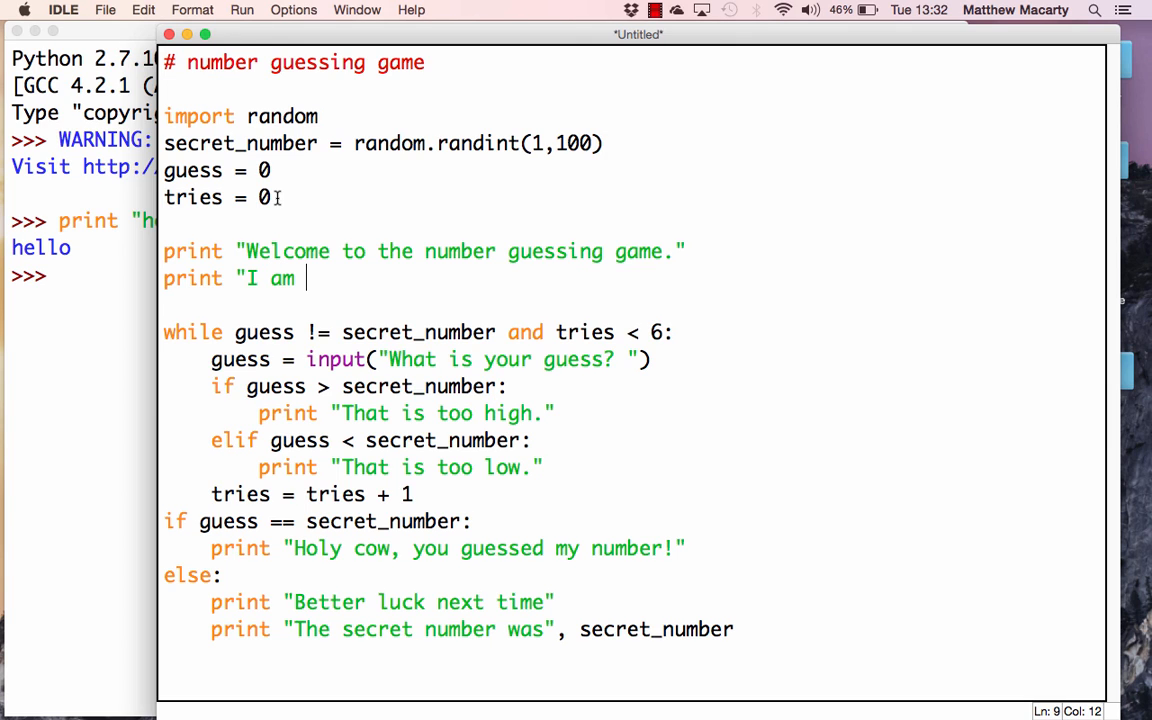 IDLE File Edit Format Run Options Window Help 46% Tue 13:32 Matthew Macarty
*Untitled*
Python 2.7.10
[GCC 4.2.1 (
Type "copyri
>>> WARNING:
Visit http:/
>>> print "he
hello
>>>
# number guessing game
import random
secret_number = random.randint(1,100)
guess = 0
tries = 0
print "Welcome to the number guessing game."
print "I am
while guess != secret_number and tries < 6:
    guess = input("What is your guess? ")
    if guess > secret_number:
        print "That is too high."
    elif guess < secret_number:
        print "That is too low."
    tries = tries + 1
if guess == secret_number:
    print "Holy cow, you guessed my number!"
else:
    print "Better luck next time"
    print "The secret number was", secret_number
Ln: 9 Col: 12